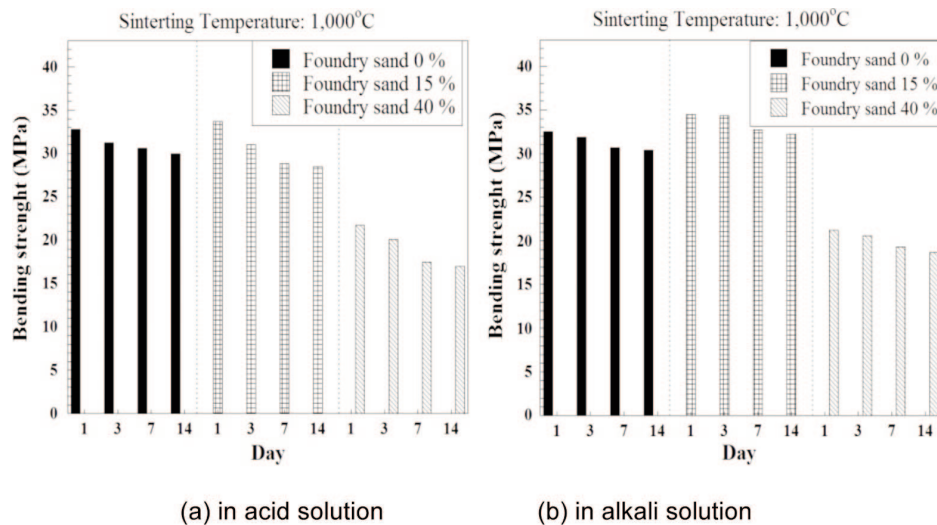 Sinterting Temperature: 1,000°C
Foundry sand 0 %
Foundry sand 15 %
Foundry sand 40 %
Bending strenght (MPa)
40
35
30
25
20
15
10
5
0
1 3 7 14 1 3 7 14 1 3 7 14
Day
(a) in acid solution
Sinterting Temperature: 1,000°C
Foundry sand 0 %
Foundry sand 15 %
Foundry sand 40 %
Bending strenght (MPa)
40
35
30
25
20
15
10
5
0
1 3 7 14 1 3 7 14 1 3 7 14
Day
(b) in alkali solution